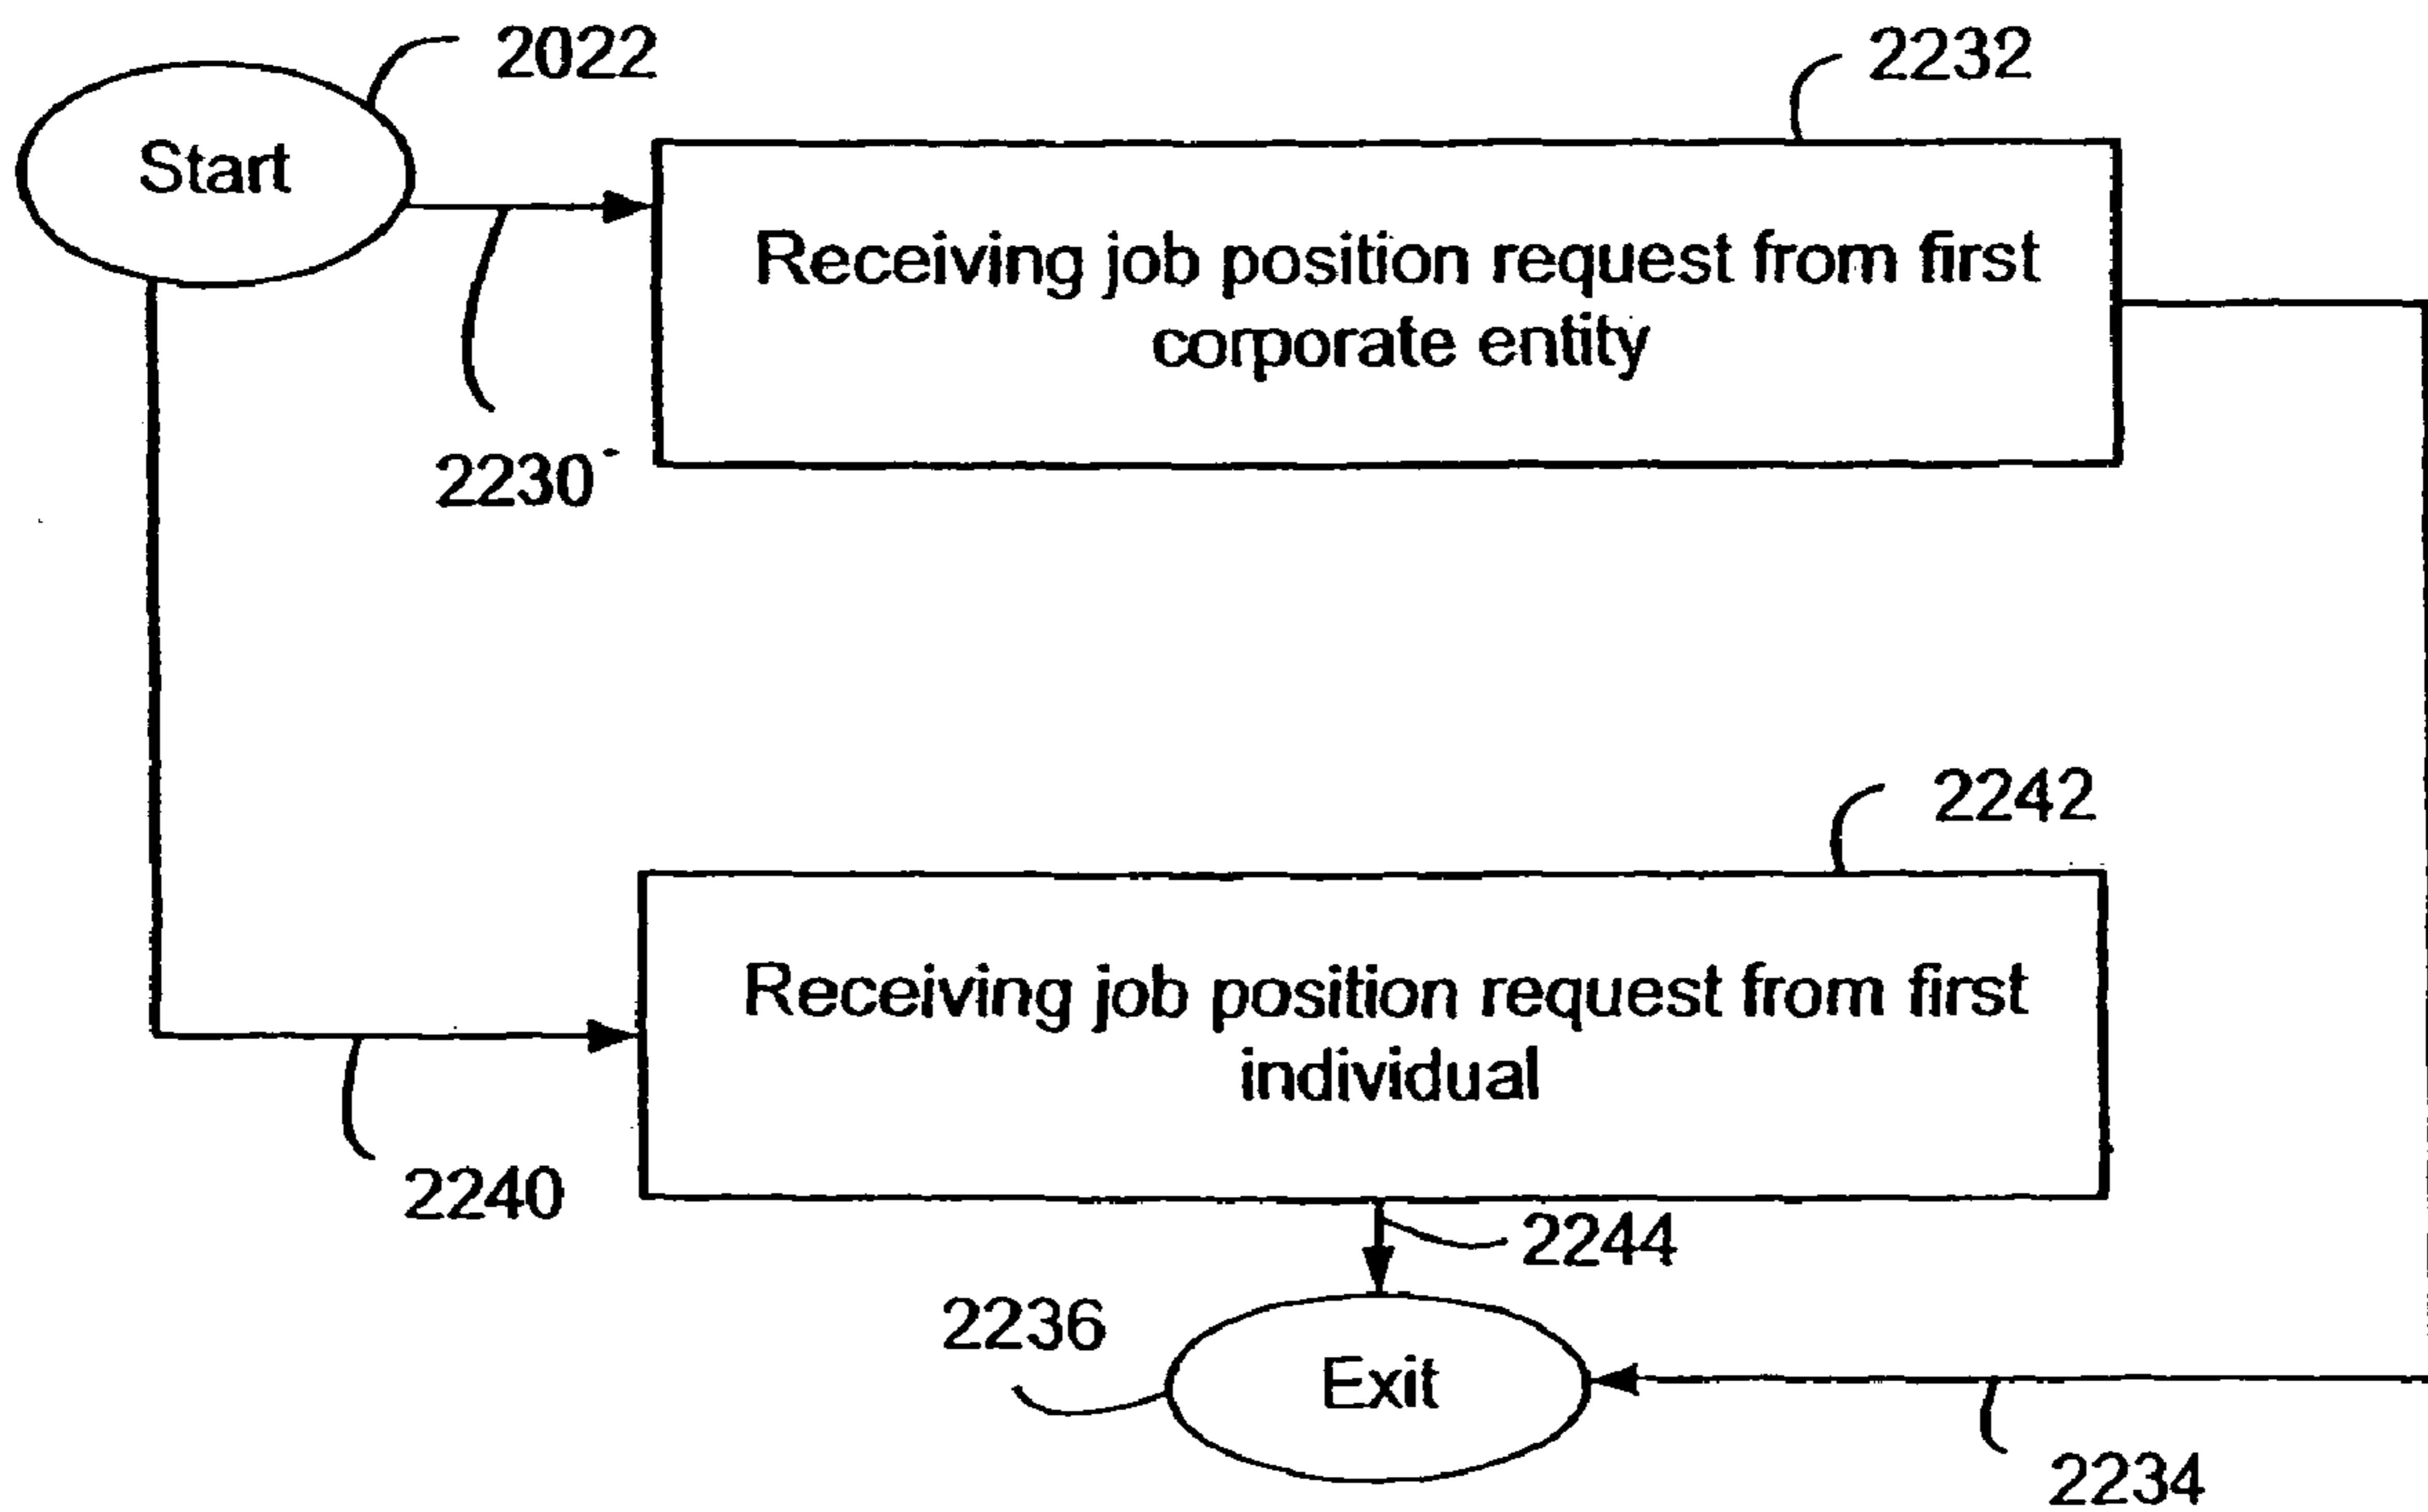 2022
2232
Start
Receiving job position request from first
corporate entity
2230
2242
Receiving job position request from first
individual
2240
2244
2236
Exit
2234